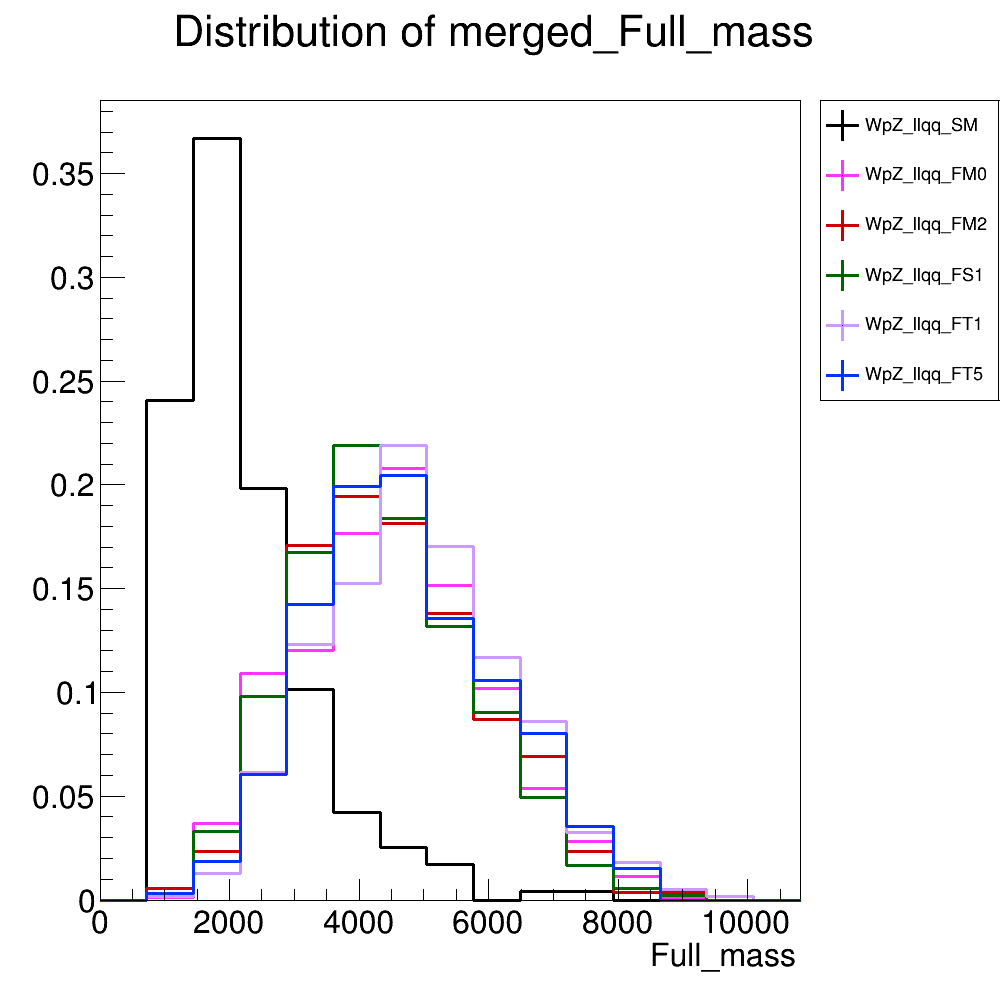 Distribution of merged_Full_mass
WpZ_llqq_SM
WpZ_llqq_FM0
WpZ_llqq_FM2
WpZ_llqq_FS1
WpZ_llqq_FT1
WpZ_llqq_FT5
0.35
0.3
0.25
0.2
0.15
0.1
0.05
0
0 2000 4000 6000 8000 10000
Full_mass